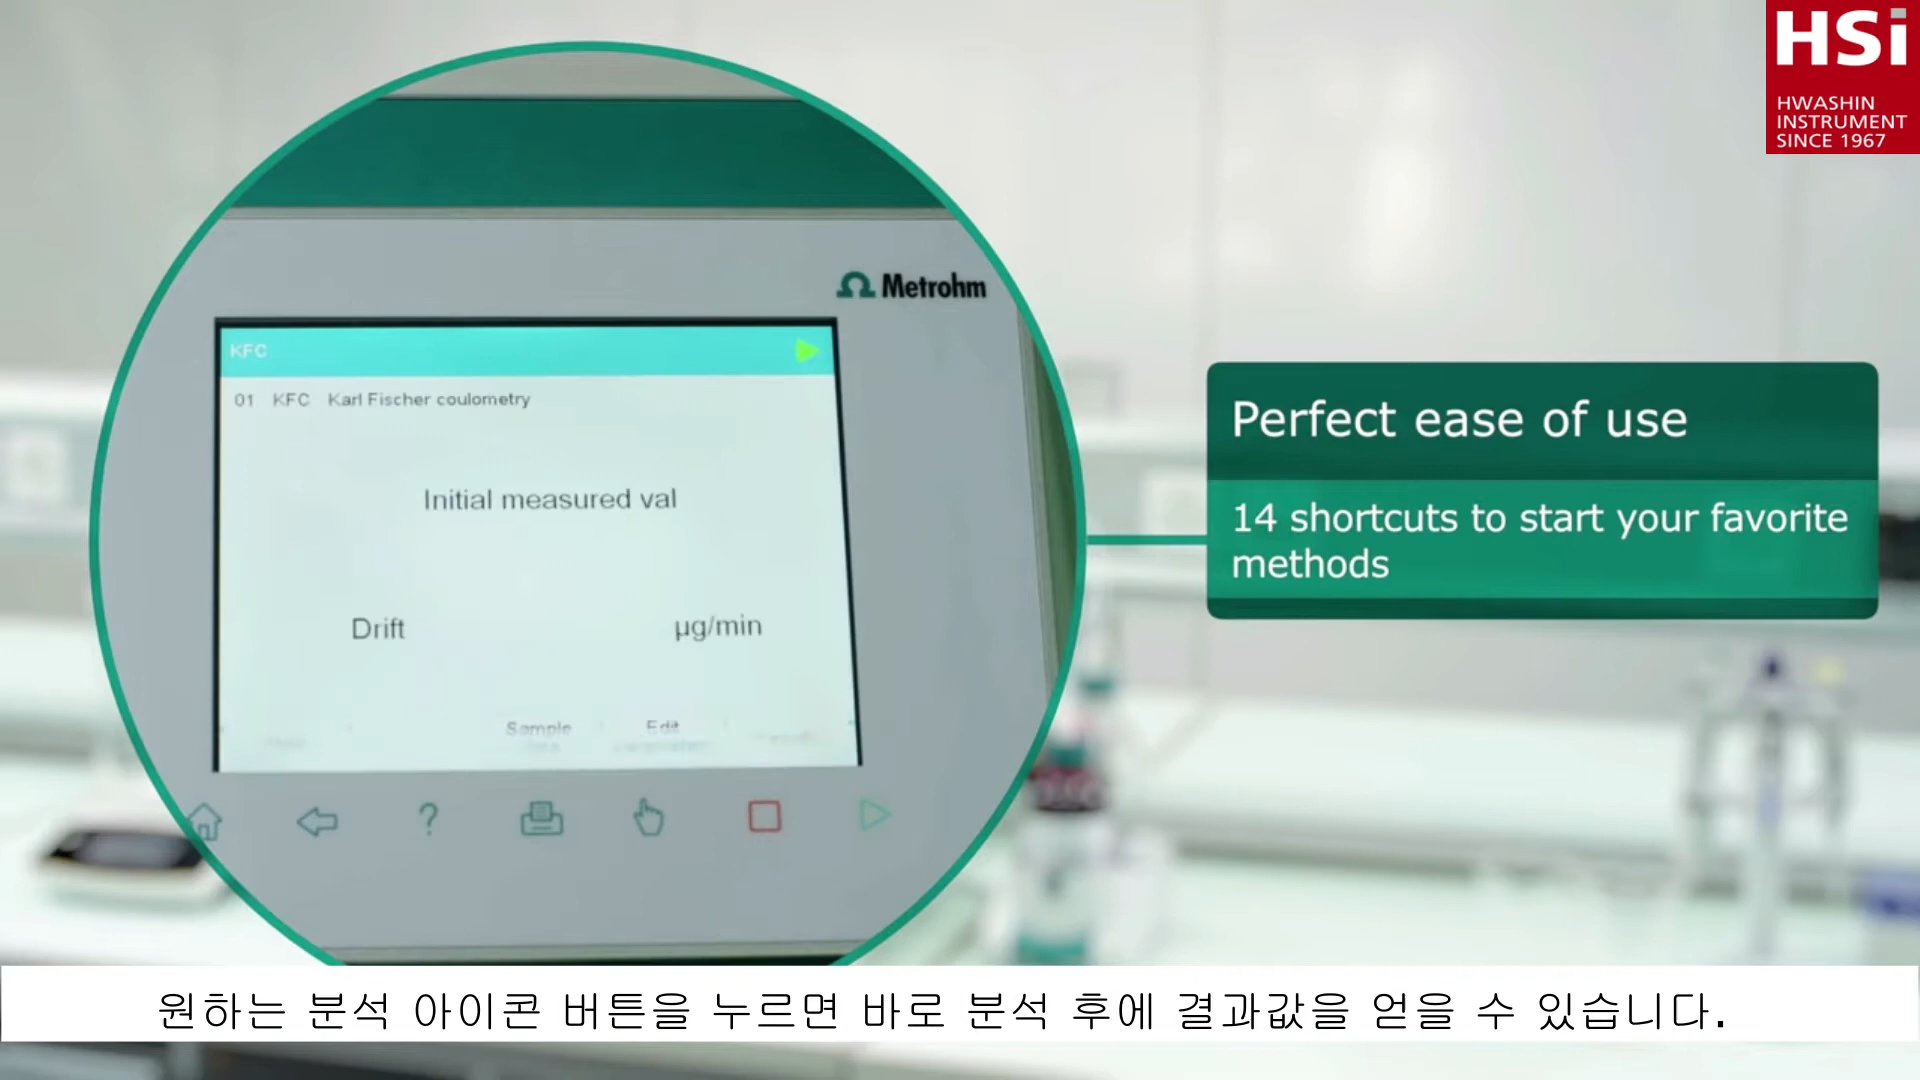 HSi
HWASHIN
INSTRUMENT
SINCE 1967
Metrohm
KFC
01 KFC Karl Fischer coulometry
Initial measured val
Drift
µg/min
Sample
Edit
Perfect ease of use
14 shortcuts to start your favorite
methods
원하는 분석 아이콘 버튼을 누르면 바로 분석 후에 결과값을 얻을 수 있습니다.